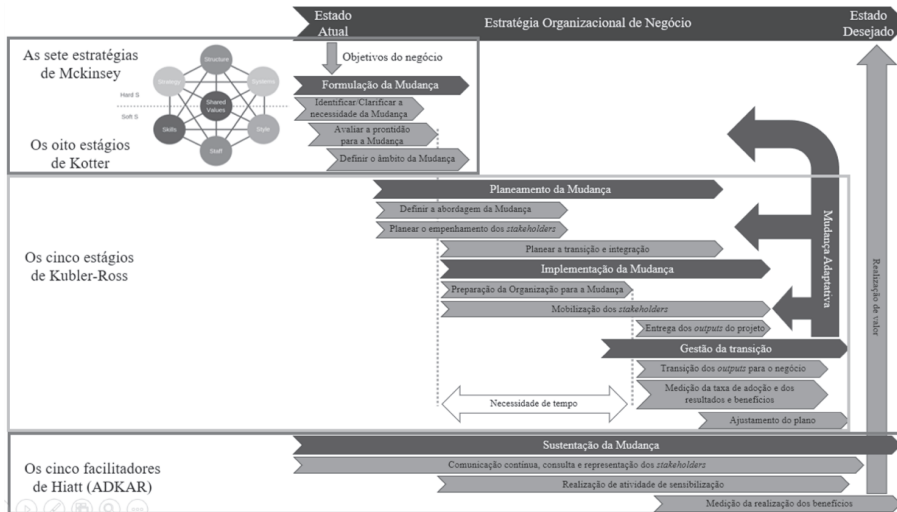 Estado
Atual
Estratégia Organizacional de Negócio
Estado
Desejado
As sete estratégias
de Mckinsey
Os oito estágios
de Kotter
Structure
Strategy
Systems
Hard S
Shared
Values
Soft S
Skills
Style
Staff
Objetivos do negócio
Formulação da Mudança
Identificar/Clarificar a
necessidade da Mudança
Avaliar a prontidão
para a Mudança
Definir o âmbito da Mudança
Os cinco estágios
de Kubler-Ross
Planeamento da Mudança
Definir a abordagem da Mudança
Planear o empenhamento dos stakeholders
Planear a transição e integração
Implementação da Mudança
Preparação da Organização para a Mudança
Mobilização dos stakeholders
Entrega dos outputs do projeto
Gestão da transição
Transição dos outputs para o negócio
Medição da taxa de adoção e dos
resultados e benefícios
Ajustamento do plano
Necessidade de tempo
Mudança Adaptativa
Realização de valor
Os cinco facilitadores
de Hiatt (ADKAR)
Sustentação da Mudança
Comunicação contínua, consulta e representação dos stakeholders
Realização de atividade de sensibilização
Medição da realização dos benefícios